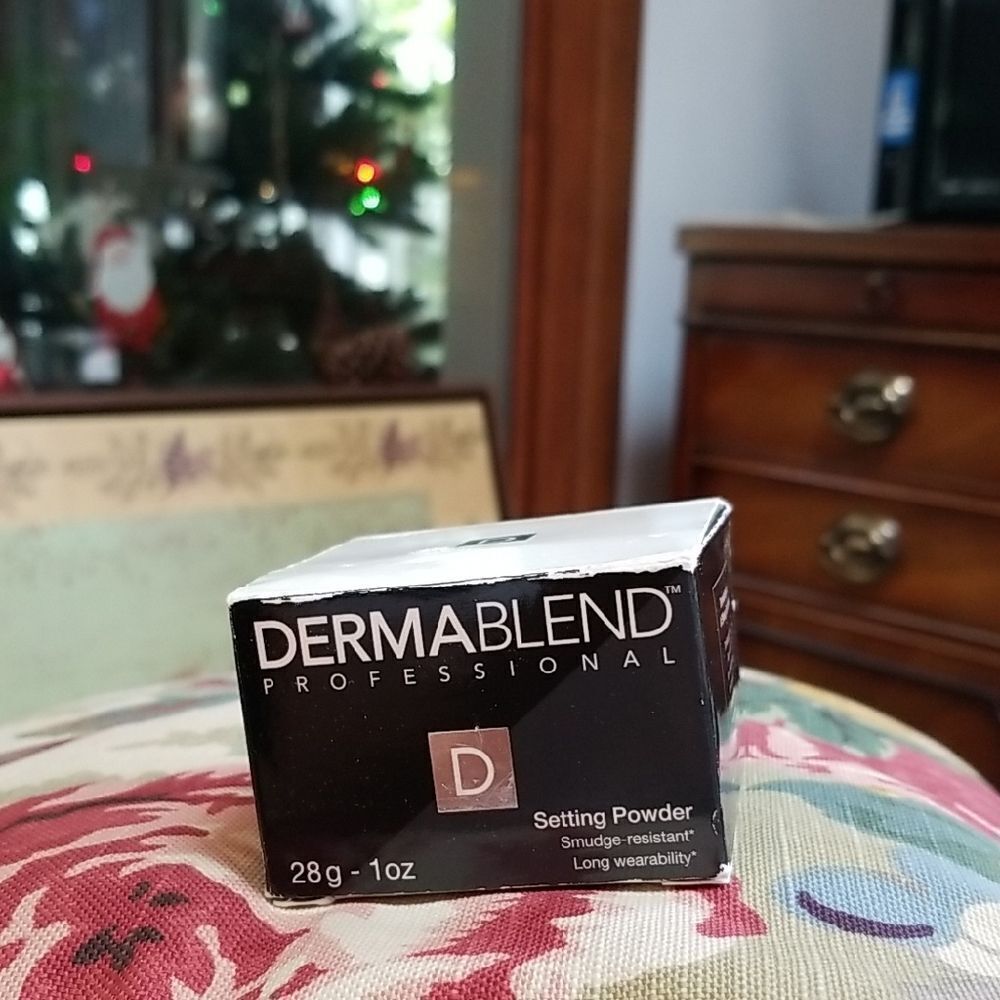 DERMABLEND™
PROFESSIONAL
D
Setting Powder
Smudge-resistant*
Long wearability*
28g - 1oz